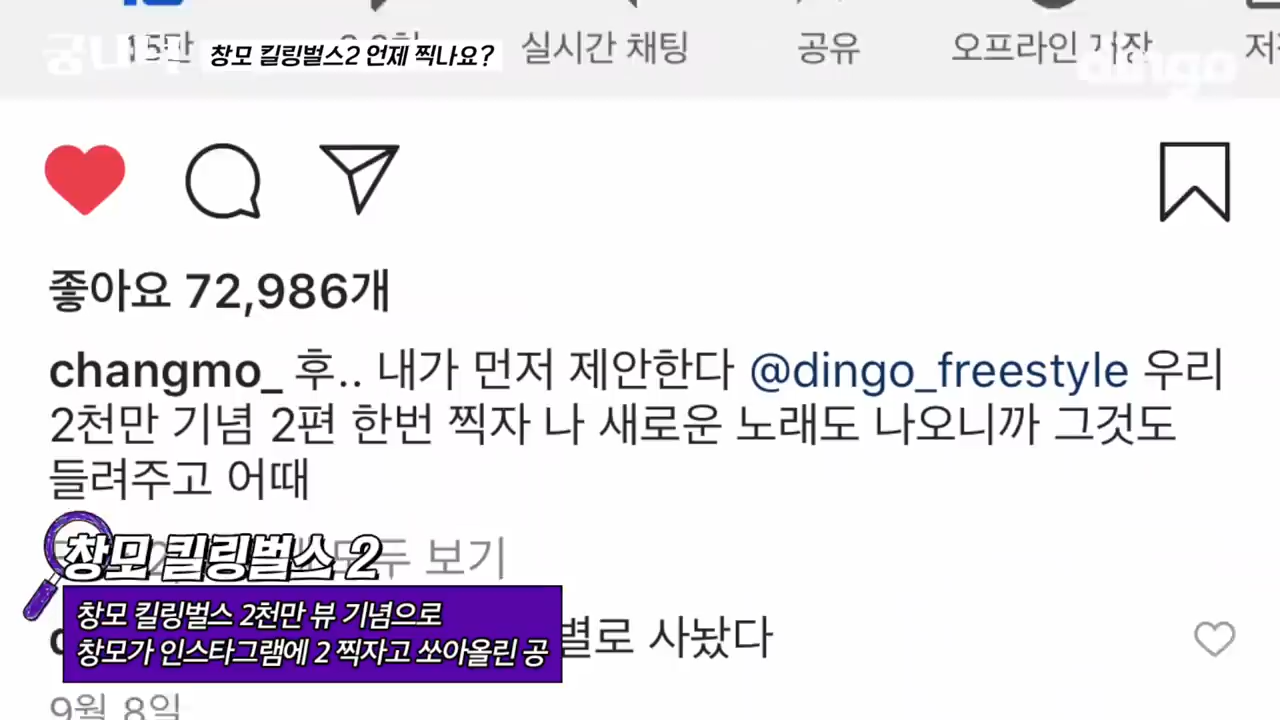 15만
창모 킬링벌스2 언제 찍나요?
실시간 채팅
공유
오프라인 저장
dingo
좋아요 72,986개
changmo_ 후.. 내가 먼저 제안한다 @dingo_freestyle 우리
2천만 기념 2편 한번 찍자 나 새로운 노래도 나오니까 그것도
들려주고 어때
모두 보기
창모 킬링벌스 2
창모 킬링벌스 2천만 뷰 기념으로
창모가 인스타그램에 2 찍자고 쏘아올린 공
별로 사놨다
9월 8일